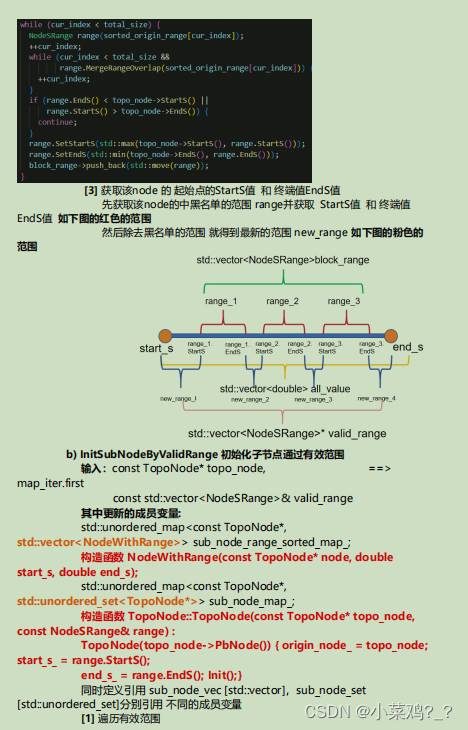 while (cur_index < total_size) {
NodeSRange range(sorted_origin_range[cur_index]);
++cur_index;
while (cur_index < total_size &&
range.MergeRangeOverlap(sorted_origin_range[cur_index])) {
++cur_index;
}
if (range.EndS() < topo_node->StartS() ||
range.StartS() > topo_node->EndS()) {
continue;
}
range.SetStartS(std::max(topo_node->StartS(), range.StartS()));
range.SetEndS(std::min(topo_node->EndS(), range.EndS()));
block_range->push_back(std::move(range));
}
[3] 获取该node 的 起始点的StartS值 和 终端值EndS值
先获取该node的中黑名单的范围 range并获取 StartS值 和 终端值
EndS值 如下图的红色的范围
然后除去黑名单的范围 就得到最新的范围 new_range 如下图的粉色的
范围
std::vector<NodeSRange>block_range
range_1 range_2 range_3
start_s range_1. StartS range_1. EndS range_2. StartS range_2. EndS range_3. StartS range_3. EndS end_s
std::vector<double> all_value
new_range_l new_range_2 new_range_3 new_range_4
std::vector<NodeSRange>* valid_range
b) InitSubNodeByValidRange 初始化子节点通过有效范围
输入：const TopoNode* topo_node, ==>
map_iter.first
const std::vector<NodeSRange>& valid_range
其中更新的成员变量:
std::unordered_map<const TopoNode*,
std::vector<NodeWithRange>> sub_node_range_sorted_map_;
构造函数 NodeWithRange(const TopoNode* node, double
start_s, double end_s);
std::unordered_map<const TopoNode*,
std::unordered_set<TopoNode*>> sub_node_map_;
构造函数 TopoNode::TopoNode(const TopoNode* topo_node,
const NodeSRange& range) :
TopoNode(topo_node->PbNode()) { origin_node_ = topo_node;
start_s_ = range.StartS();
end_s_ = range.EndS(); Init();}
同时定义引用 sub_node_vec [std::vector]，sub_node_set
[std::unordered_set]分别引用 不同的成员变量
[1] 遍历有效范围
CSDN @小菜鸡?_?